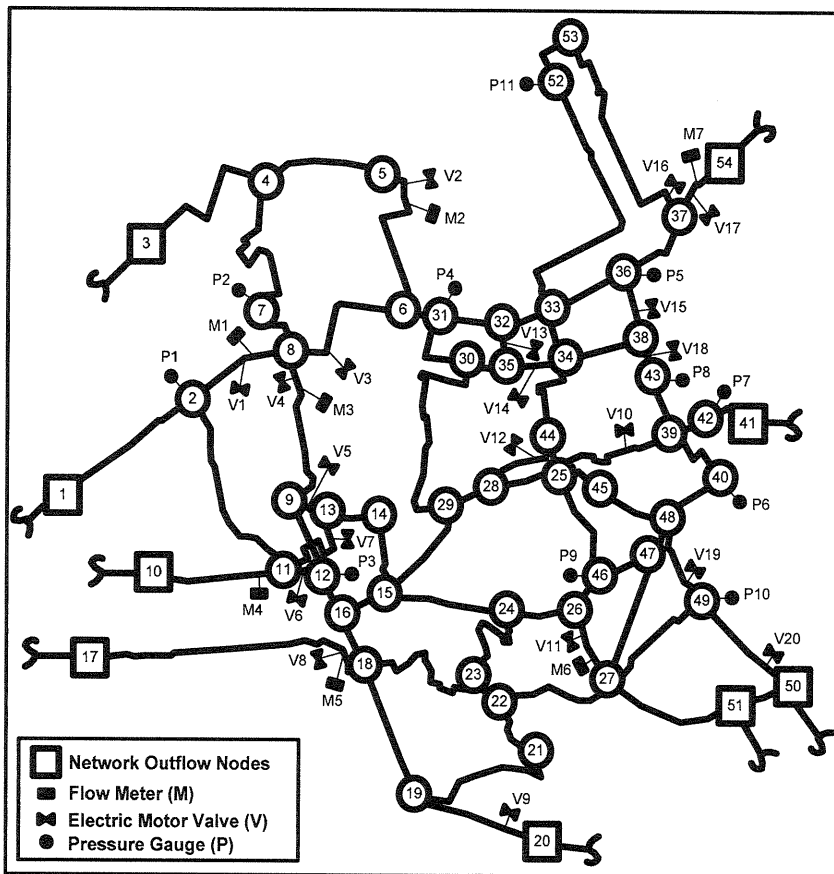 53
P11
52
M7
54
V16
4
5
V2
37
V17
M2
3
36
P5
P2
P4
7
6
31
33
V15
M1
32
V13
38
8
34
V18
P1
30
35
43
P8
V3
V1
V4
M3
V14
P7
2
V10
42
41
V12
44
39
V5
25
40
1
9
28
45
P6
13
14
29
48
V7
P3
P9
47
V19
10
11
12
46
49
P10
M4
V6
15
16
24
26
V11
V20
17
V8
18
M6
M5
23
27
50
22
51
21
19
V9
20
Network Outflow Nodes
Flow Meter (M)
Electric Motor Valve (V)
Pressure Gauge (P)